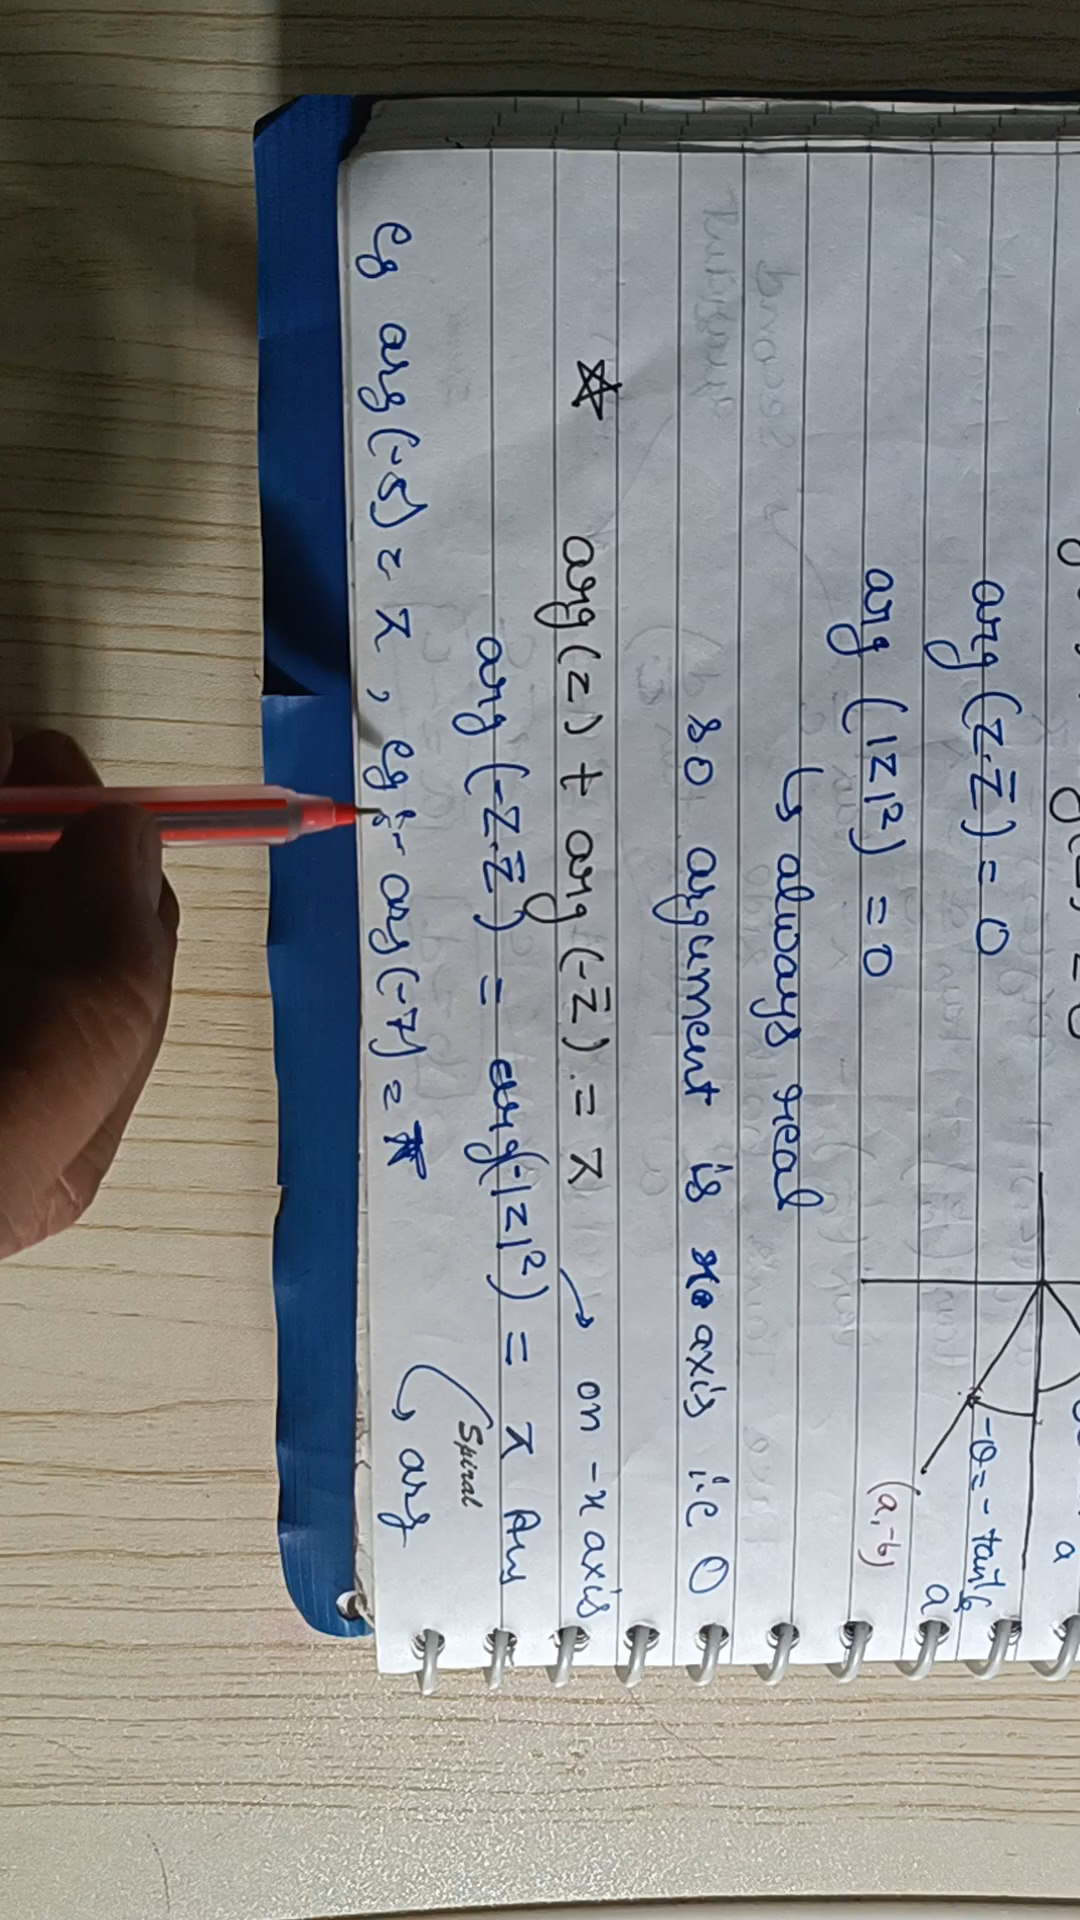 arg(z.z̅) = 0
-θ = - tan⁻¹ b
a
a
arg (|z|²) = 0
(a,-b)
↳ always real
so argument is x axis i.e 0
☆ arg(z) + arg(-z̅) = π
→ on -x axis
arg (-z.z̅) = arg(-|z|²) = π Ans
Spiral
eg arg(-5) = π , eg:- arg(-7) = π
↳ arg